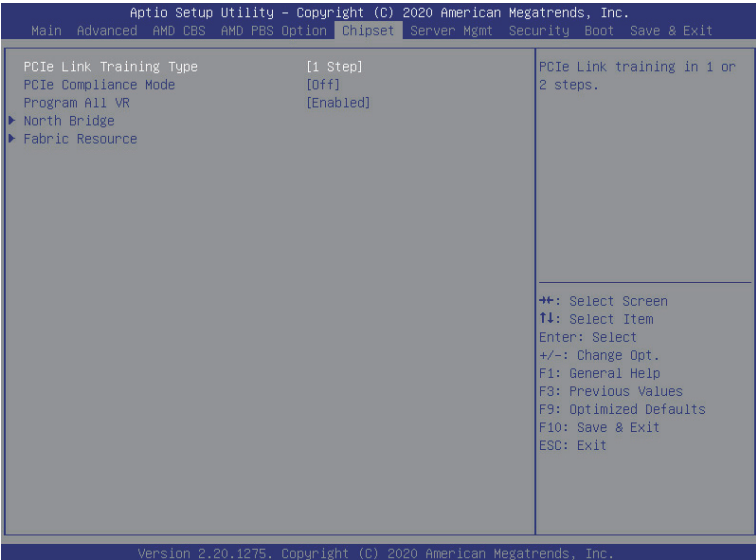 Aptio Setup Utility – Copyright (C) 2020 American Megatrends, Inc.
Main Advanced AMD CBS AMD PBS Option Chipset Server Mgmt Security Boot Save & Exit
PCIe Link Training Type [1 Step]
PCIe Compliance Mode [Off]
Program All VR [Enabled]
▶ North Bridge
▶ Fabric Resource
PCIe Link training in 1 or
2 steps.
→←: Select Screen
↑↓: Select Item
Enter: Select
+/-: Change Opt.
F1: General Help
F3: Previous Values
F9: Optimized Defaults
F10: Save & Exit
ESC: Exit
Version 2.20.1275. Copyright (C) 2020 American Megatrends, Inc.